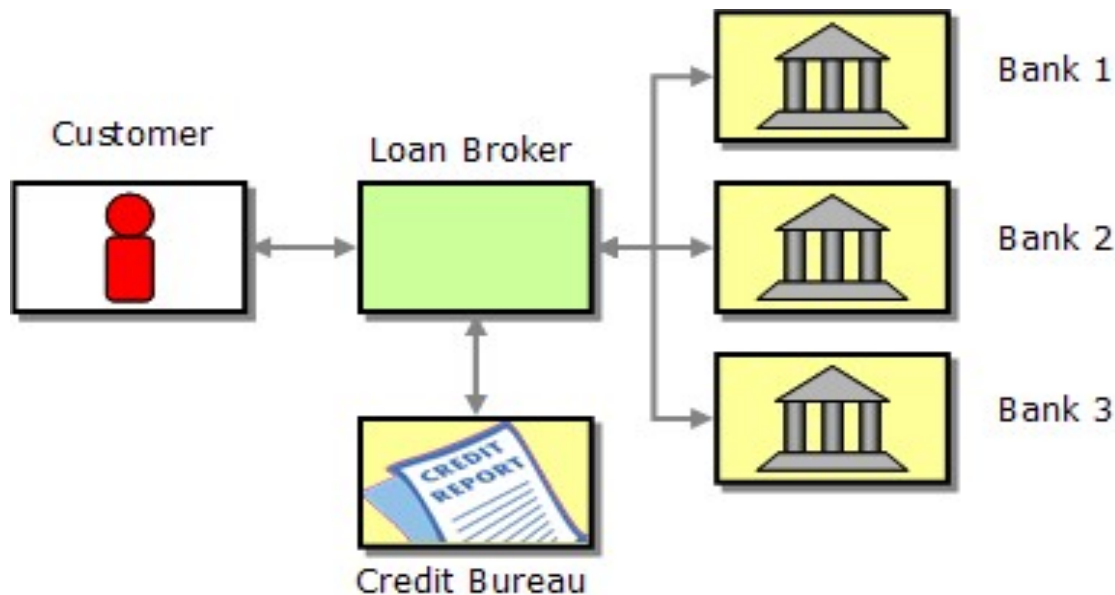 Customer
Loan Broker
Bank 1
Bank 2
Bank 3
CREDIT
REPORT
Credit Bureau